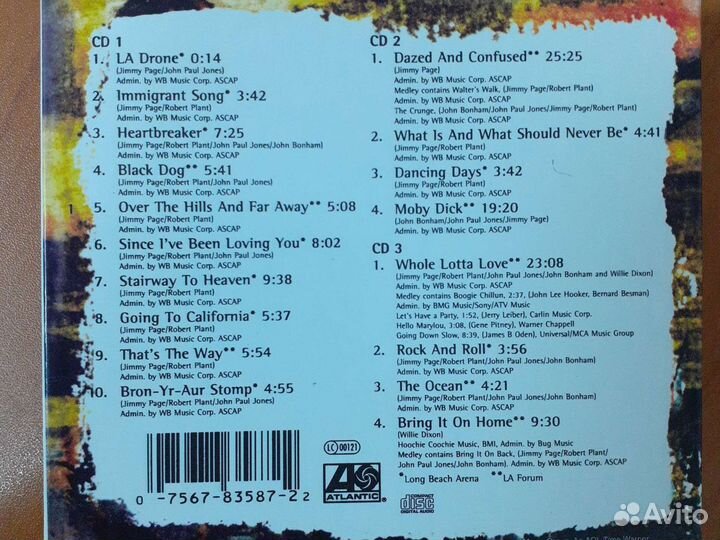 CD 1
1. LA Drone* 0:14
(Jimmy Page/John Paul Jones)
Admin. by WB Music Corp. ASCAP
2. Immigrant Song* 3:42
(Jimmy Page/Robert Plant)
Admin. by WB Music Corp. ASCAP
3. Heartbreaker* 7:25
(Jimmy Page/Robert Plant/John Paul Jones/John Bonham)
Admin. by WB Music Corp. ASCAP
4. Black Dog** 5:41
(Jimmy Page/Robert Plant/John Paul Jones)
Admin. by WB Music Corp. ASCAP
5. Over The Hills And Far Away** 5:08
(Jimmy Page/Robert Plant)
Admin. by WB Music Corp. ASCAP
6. Since I've Been Loving You* 8:02
(Jimmy Page/Robert Plant/John Paul Jones)
Admin. by WB Music Corp. ASCAP
7. Stairway To Heaven* 9:38
(Jimmy Page/Robert Plant)
Admin. by WB Music Corp. ASCAP
8. Going To California* 5:37
(Jimmy Page/Robert Plant)
Admin. by WB Music Corp. ASCAP
9. That's The Way** 5:54
(Jimmy Page/Robert Plant)
Admin. by WB Music Corp. ASCAP
10. Bron-Yr-Aur Stomp* 4:55
(Jimmy Page/Robert Plant/John Paul Jones)
Admin. by WB Music Corp. ASCAP
0 -7567-83587-2 2
LC 00121
ATLANTIC
CD 2
1. Dazed And Confused** 25:25
(Jimmy Page)
Admin. by WB Music Corp. ASCAP
Medley contains Walter's Walk, (Jimmy Page/Robert Plant)
Admin. by WB Music Corp. ASCAP
The Crunge, (John Bonham/John Paul Jones/Jimmy Page/Robert Plant)
Admin. by WB Music Corp. ASCAP
2. What Is And What Should Never Be* 4:41
(Jimmy Page/Robert Plant)
Admin. by WB Music Corp. ASCAP
3. Dancing Days* 3:42
(Jimmy Page/Robert Plant)
Admin. by WB Music Corp. ASCAP
4. Moby Dick** 19:20
(John Bonham/John Paul Jones/Jimmy Page)
Admin. by WB Music Corp. ASCAP
CD 3
1. Whole Lotta Love** 23:08
(Jimmy Page/Robert Plant/John Paul Jones/John Bonham and Willie Dixon)
Admin. by WB Music Corp. ASCAP
Medley contains Boogie Chillun, 2:37, (John Lee Hooker, Bernard Besman)
Admin. by BMG Music/Sony/ATV Music
Let's Have a Party, 1:52, (Jerry Leiber), Carlin Music Corp.
Hello Marylou, 3:08, (Gene Pitney), Warner Chappell
Going Down Slow, 8:39, (James B Oden), Universal/MCA Music Group
2. Rock And Roll* 3:56
(Jimmy Page/Robert Plant/John Paul Jones/John Bonham)
Admin. by WB Music Corp. ASCAP
3. The Ocean* 4:21
(Jimmy Page/Robert Plant/John Paul Jones/John Bonham)
Admin. by WB Music Corp. ASCAP
4. Bring It On Home** 9:30
(Willie Dixon)
Hoochie Coochie Music, BMI, Admin. by Bug Music
Medley contains Bring It On Back, (Jimmy Page/Robert Plant/
John Paul Jones/John Bonham). Admin. by WB Music Corp. ASCAP
*Long Beach Arena **LA Forum
COMPACT
disc
DIGITAL AUDIO
Avito